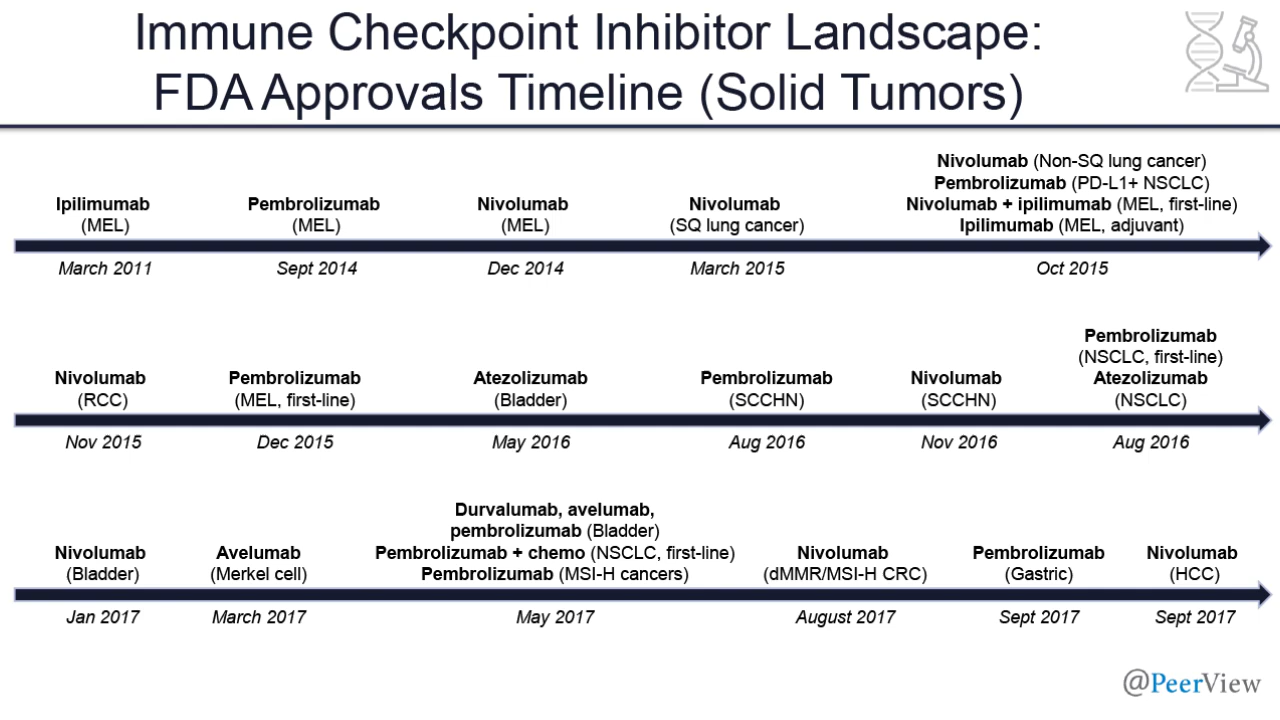 Immune Checkpoint Inhibitor Landscape:
FDA Approvals Timeline (Solid Tumors)
Ipilimumab
(MEL)
March 2011
Pembrolizumab
(MEL)
Sept 2014
Nivolumab
(MEL)
Dec 2014
Nivolumab
(SQ lung cancer)
March 2015
Nivolumab (Non-SQ lung cancer)
Pembrolizumab (PD-L1+ NSCLC)
Nivolumab + ipilimumab (MEL, first-line)
Ipilimumab (MEL, adjuvant)
Oct 2015
Nivolumab
(RCC)
Nov 2015
Pembrolizumab
(MEL, first-line)
Dec 2015
Atezolizumab
(Bladder)
May 2016
Pembrolizumab
(SCCHN)
Aug 2016
Nivolumab
(SCCHN)
Nov 2016
Pembrolizumab
(NSCLC, first-line)
Atezolizumab
(NSCLC)
Aug 2016
Nivolumab
(Bladder)
Jan 2017
Avelumab
(Merkel cell)
March 2017
Durvalumab, avelumab,
pembrolizumab (Bladder)
Pembrolizumab + chemo (NSCLC, first-line)
Pembrolizumab (MSI-H cancers)
May 2017
Nivolumab
(dMMR/MSI-H CRC)
August 2017
Pembrolizumab
(Gastric)
Sept 2017
Nivolumab
(HCC)
Sept 2017
@PeerView